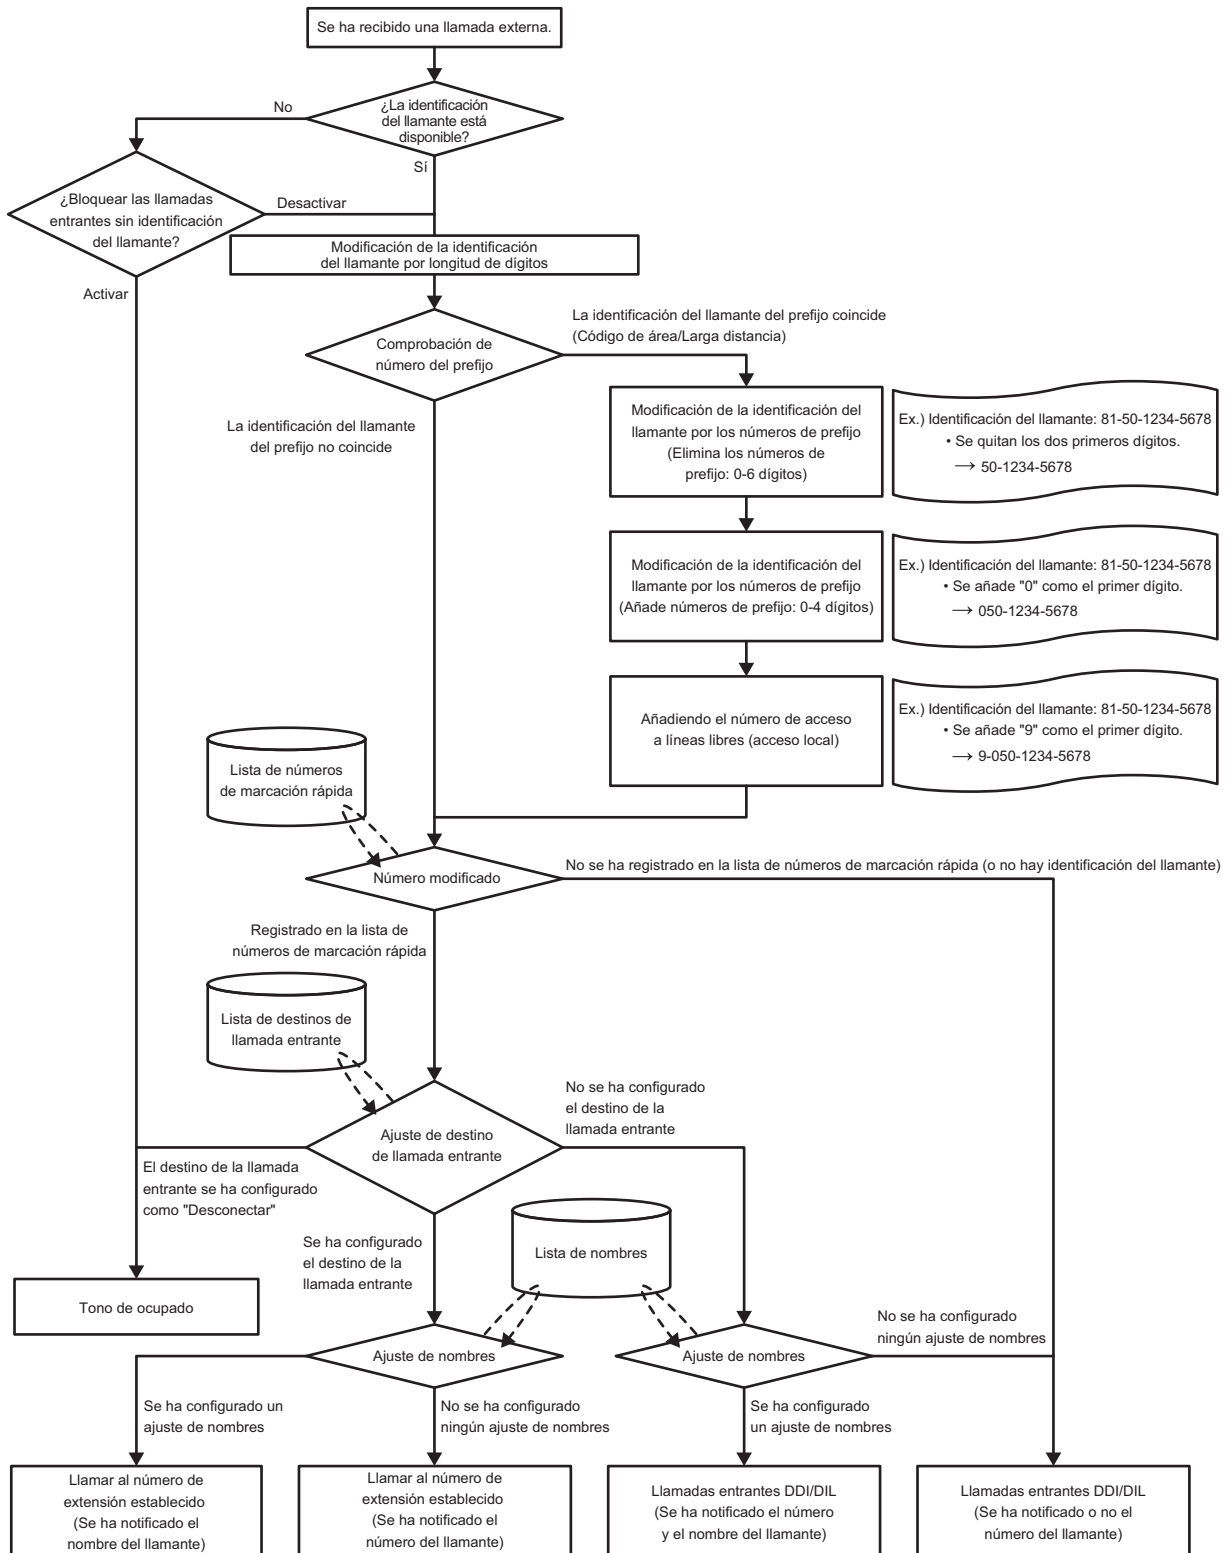 Se ha recibido una llamada externa.
¿La identificación
del llamante está
disponible?
No
Sí
¿Bloquear las llamadas
entrantes sin identificación
del llamante?
Desactivar
Activar
Modificación de la identificación
del llamante por longitud de dígitos
Comprobación de
número del prefijo
La identificación del llamante del prefijo coincide
(Código de área/Larga distancia)
La identificación del llamante
del prefijo no coincide
Modificación de la identificación del
llamante por los números de prefijo
(Elimina los números de
prefijo: 0-6 dígitos)
Ex.) Identificación del llamante: 81-50-1234-5678
• Se quitan los dos primeros dígitos.
→ 50-1234-5678
Modificación de la identificación del
llamante por los números de prefijo
(Añade números de prefijo: 0-4 dígitos)
Ex.) Identificación del llamante: 81-50-1234-5678
• Se añade "0" como el primer dígito.
→ 050-1234-5678
Añadiendo el número de acceso
a líneas libres (acceso local)
Ex.) Identificación del llamante: 81-50-1234-5678
• Se añade "9" como el primer dígito.
→ 9-050-1234-5678
Lista de números
de marcación rápida
Número modificado
No se ha registrado en la lista de números de marcación rápida (o no hay identificación del llamante)
Registrado en la lista de
números de marcación rápida
Lista de destinos de
llamada entrante
Ajuste de destino
de llamada entrante
No se ha configurado
el destino de la
llamada entrante
El destino de la llamada
entrante se ha configurado
como "Desconectar"
Se ha configurado
el destino de la
llamada entrante
Lista de nombres
Tono de ocupado
Ajuste de nombres
Ajuste de nombres
No se ha configurado
ningún ajuste de nombres
Se ha configurado un
ajuste de nombres
No se ha configurado
ningún ajuste de nombres
Se ha configurado
un ajuste de nombres
Llamar al número de
extensión establecido
(Se ha notificado el
nombre del llamante)
Llamar al número de
extensión establecido
(Se ha notificado el
número del llamante)
Llamadas entrantes DDI/DIL
(Se ha notificado el número
y el nombre del llamante)
Llamadas entrantes DDI/DIL
(Se ha notificado o no el
número del llamante)